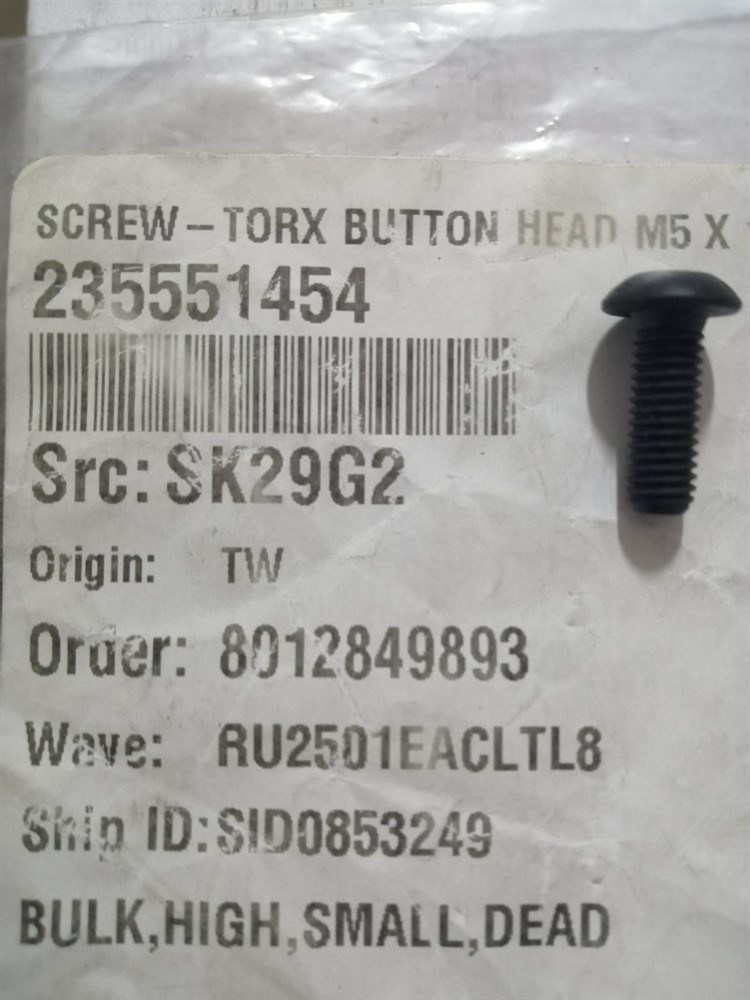 SCREW – TORX BUTTON HEAD M5 X
235551454
Src: SK29G2
Origin: TW
Order: 8012849893
Wave: RU2501EACLTL8
Ship ID: SID0853249
BULK,HIGH,SMALL,DEAD